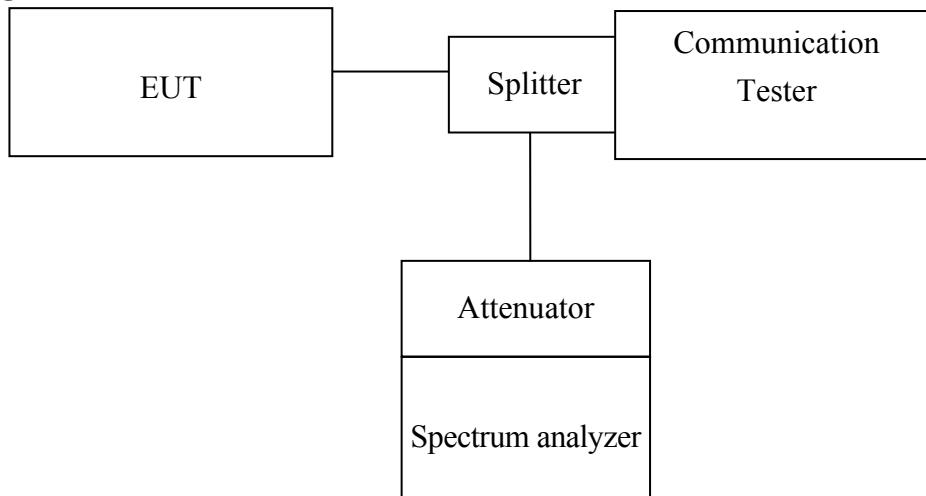 EUT
Splitter
Communication
Tester
Attenuator
Spectrum analyzer